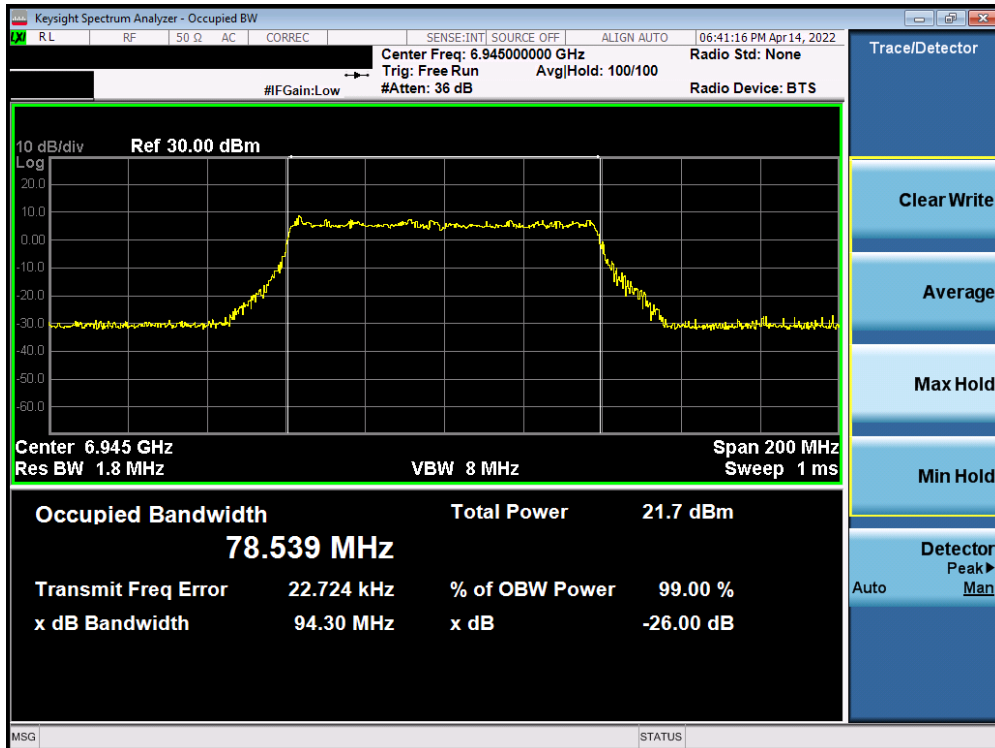 Keysight Spectrum Analyzer - Occupied BW
LXI RL RF 50 Ω AC CORREC SENSE:INT SOURCE OFF ALIGN AUTO 06:41:16 PM Apr 14, 2022
Center Freq: 6.945000000 GHz Radio Std: None
Trig: Free Run Avg|Hold: 100/100
#IFGain:Low #Atten: 36 dB Radio Device: BTS
Trace/Detector
10 dB/div Ref 30.00 dBm
Log
20.0
10.0
0.00
-10.0
-20.0
-30.0
-40.0
-50.0
-60.0
Center 6.945 GHz Span 200 MHz
Res BW 1.8 MHz VBW 8 MHz Sweep 1 ms
Occupied Bandwidth Total Power 21.7 dBm
78.539 MHz
Transmit Freq Error 22.724 kHz % of OBW Power 99.00 %
x dB Bandwidth 94.30 MHz x dB -26.00 dB
Clear Write
Average
Max Hold
Min Hold
Detector
Peak
Auto Man
MSG STATUS